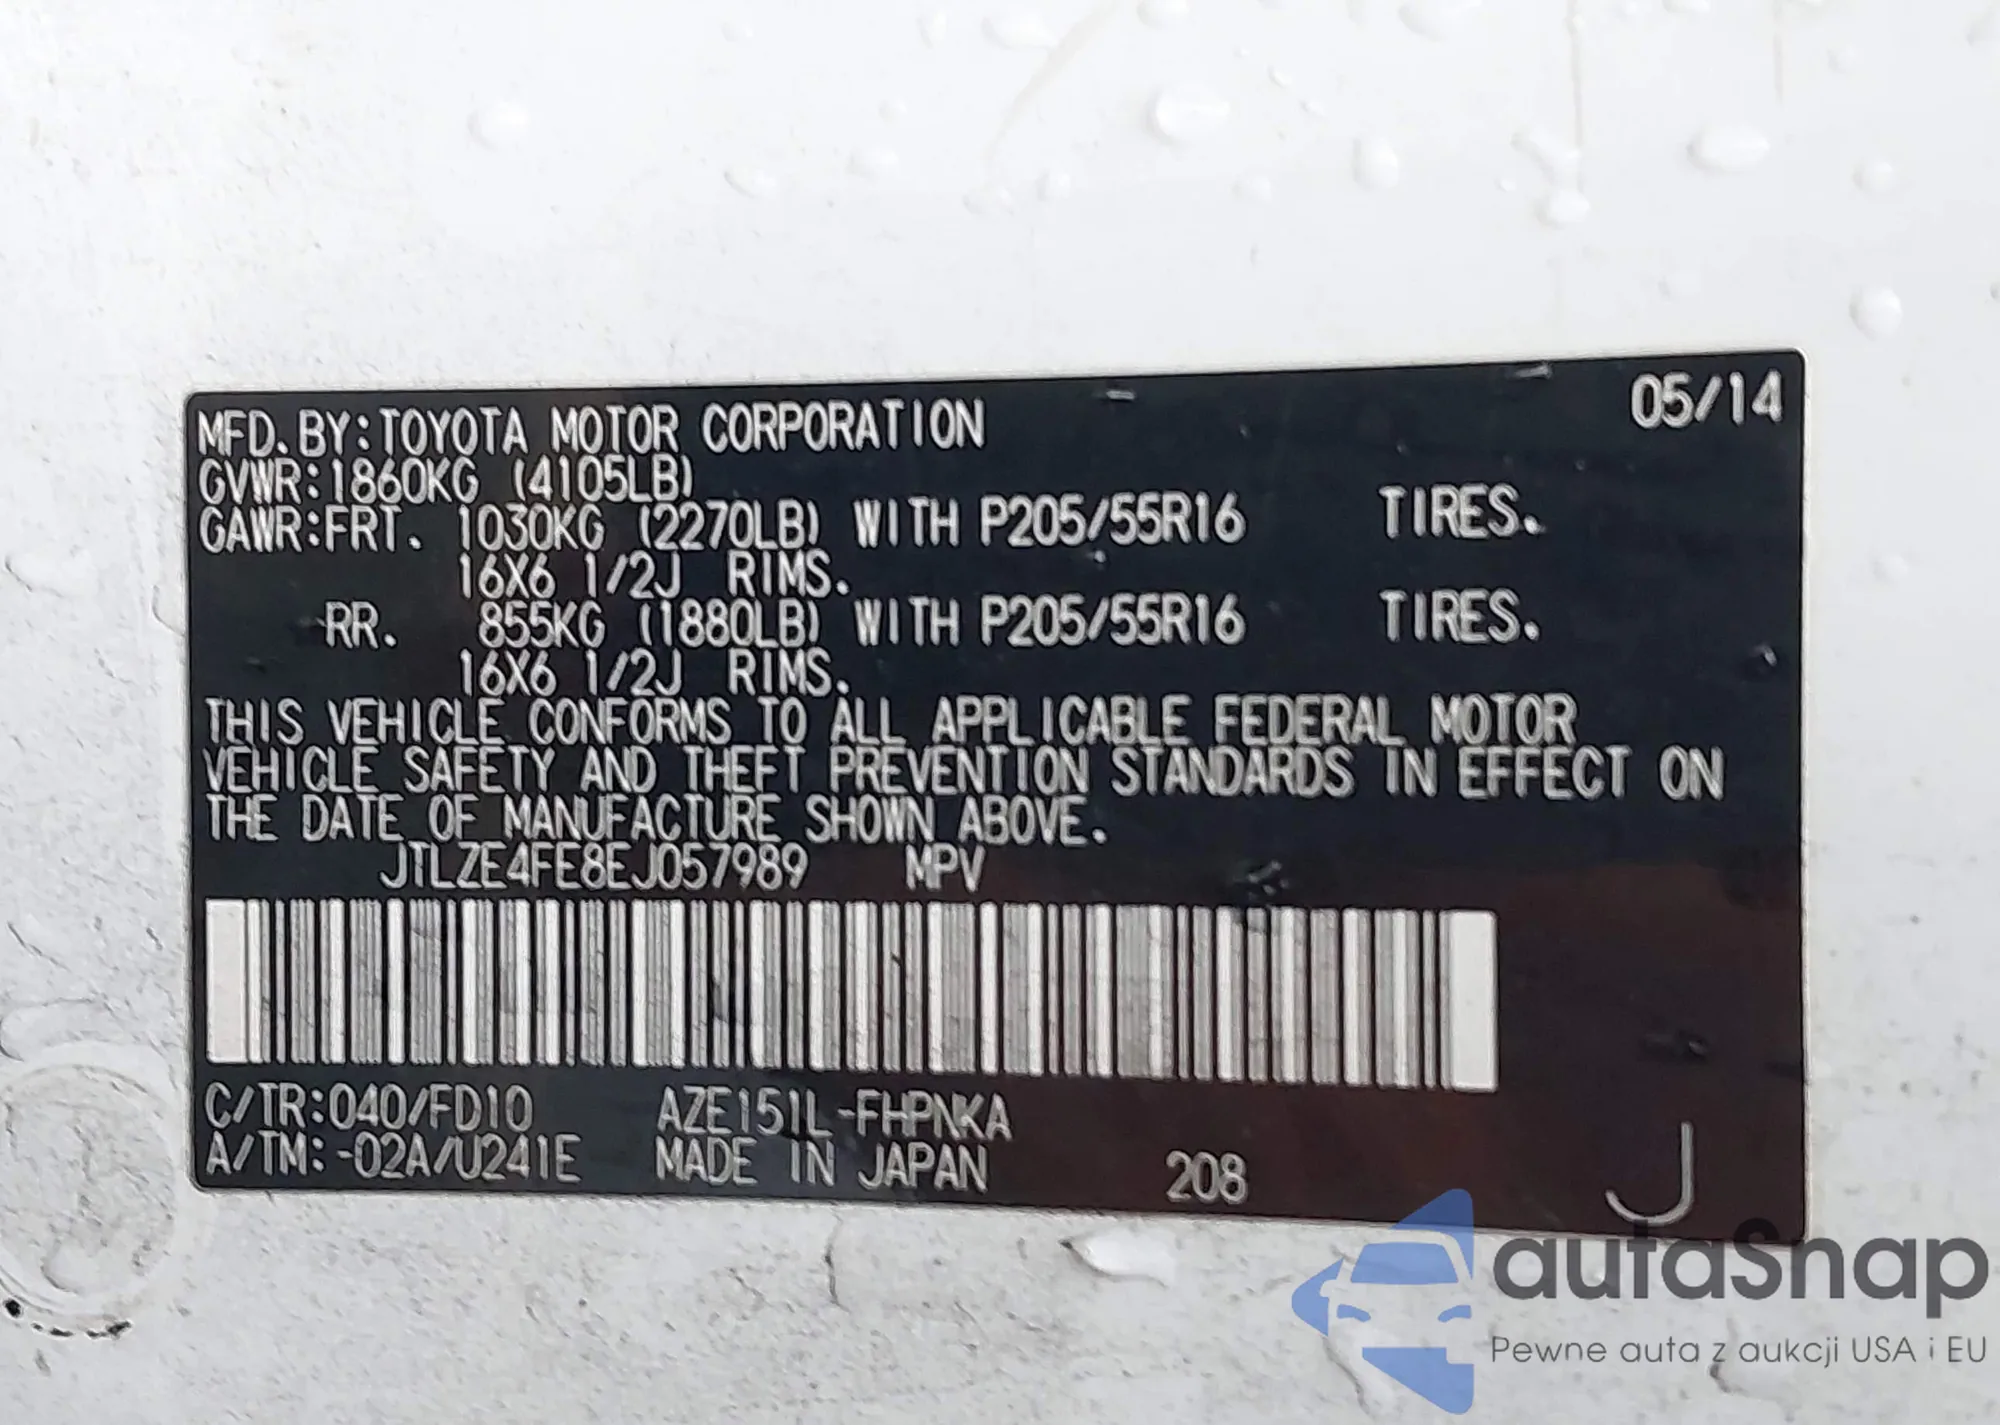 05/14
MFD.BY:TOYOTA MOTOR CORPORATION
GVWR:1860KG (4105LB)
GAWR:FRT. 1030KG (2270LB) WITH P205/55R16 TIRES.
16X6 1/2J RIMS.
RR. 855KG (1880LB) WITH P205/55R16 TIRES.
16X6 1/2J RIMS.
THIS VEHICLE CONFORMS TO ALL APPLICABLE FEDERAL MOTOR
VEHICLE SAFETY AND THEFT PREVENTION STANDARDS IN EFFECT ON
THE DATE OF MANUFACTURE SHOWN ABOVE.
JTLZE4FE8EJ057989 MPV
C/TR:040/FD10 AZE151L-FHPNKA
A/TM:-02A/U241E MADE IN JAPAN 208 J
autaSnap
Pewne auta z aukcji USA i EU